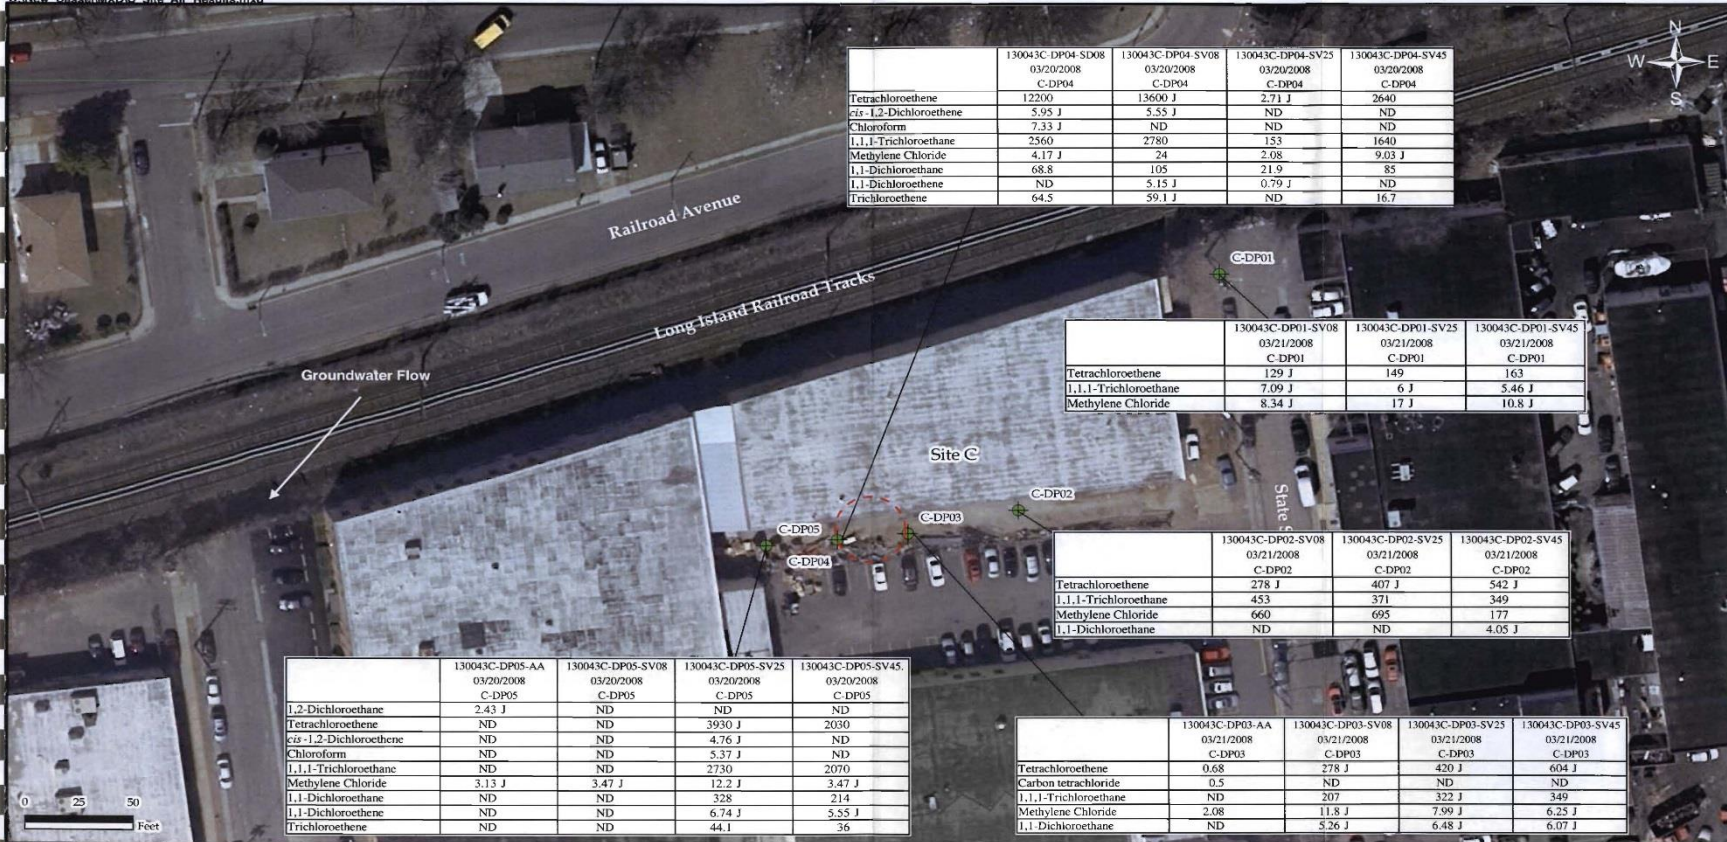 N
W E
S
130043C-DP04-SD08 130043C-DP04-SV08 130043C-DP04-SV25 130043C-DP04-SV45
03/20/2008 03/20/2008 03/20/2008 03/20/2008
C-DP04 C-DP04 C-DP04 C-DP04
Tetrachloroethene 12200 13600 J 2.71 J 2640
cis-1,2-Dichloroethene 5.95 J 5.55 J ND ND
Chloroform 7.33 J ND ND ND
1,1,1-Trichloroethane 2560 2780 153 1640
Methylene Chloride 4.17 J 24 2.08 9.03 J
1,1-Dichloroethane 68.8 105 21.9 85
1,1-Dichloroethene ND 5.15 J 0.79 J ND
Trichloroethene 64.5 59.1 J ND 16.7
Railroad Avenue
Long Island Railroad Tracks
Groundwater Flow
C-DP01
130043C-DP01-SV08 130043C-DP01-SV25 130043C-DP01-SV45
03/21/2008 03/21/2008 03/21/2008
C-DP01 C-DP01 C-DP01
Tetrachloroethene 129 J 149 163
1,1,1-Trichloroethane 7.09 J 6 J 5.46 J
Methylene Chloride 8.34 J 17 J 10.8 J
Site C
State
C-DP02
C-DP03
C-DP05
C-DP04
130043C-DP02-SV08 130043C-DP02-SV25 130043C-DP02-SV45
03/21/2008 03/21/2008 03/21/2008
C-DP02 C-DP02 C-DP02
Tetrachloroethene 278 J 407 J 542 J
1,1,1-Trichloroethane 453 371 349
Methylene Chloride 660 695 177
1,1-Dichloroethane ND ND 4.05 J
130043C-DP05-AA 130043C-DP05-SV08 130043C-DP05-SV25 130043C-DP05-SV45.
03/20/2008 03/20/2008 03/20/2008 03/20/2008
C-DP05 C-DP05 C-DP05 C-DP05
1,2-Dichloroethane 2.43 J ND ND ND
Tetrachloroethene ND ND 3930 J 2030
cis-1,2-Dichloroethene ND ND 4.76 J ND
Chloroform ND ND 5.37 J ND
1,1,1-Trichloroethane ND ND 2730 2070
Methylene Chloride 3.13 J 3.47 J 12.2 J 3.47 J
1,1-Dichloroethane ND ND 328 214
1,1-Dichloroethene ND ND 6.74 J 5.55 J
Trichloroethene ND ND 44.1 36
130043C-DP03-AA 130043C-DP03-SV08 130043C-DP03-SV25 130043C-DP03-SV45
03/21/2008 03/21/2008 03/21/2008 03/21/2008
C-DP03 C-DP03 C-DP03 C-DP03
Tetrachloroethene 0.68 278 J 420 J 604 J
Carbon tetrachloride 0.5 ND ND ND
1,1,1-Trichloroethane ND 207 322 J 349
Methylene Chloride 2.08 11.8 J 7.99 J 6.25 J
1,1-Dichloroethane ND 5.26 J 6.48 J 6.07 J
0 25 50
Feet